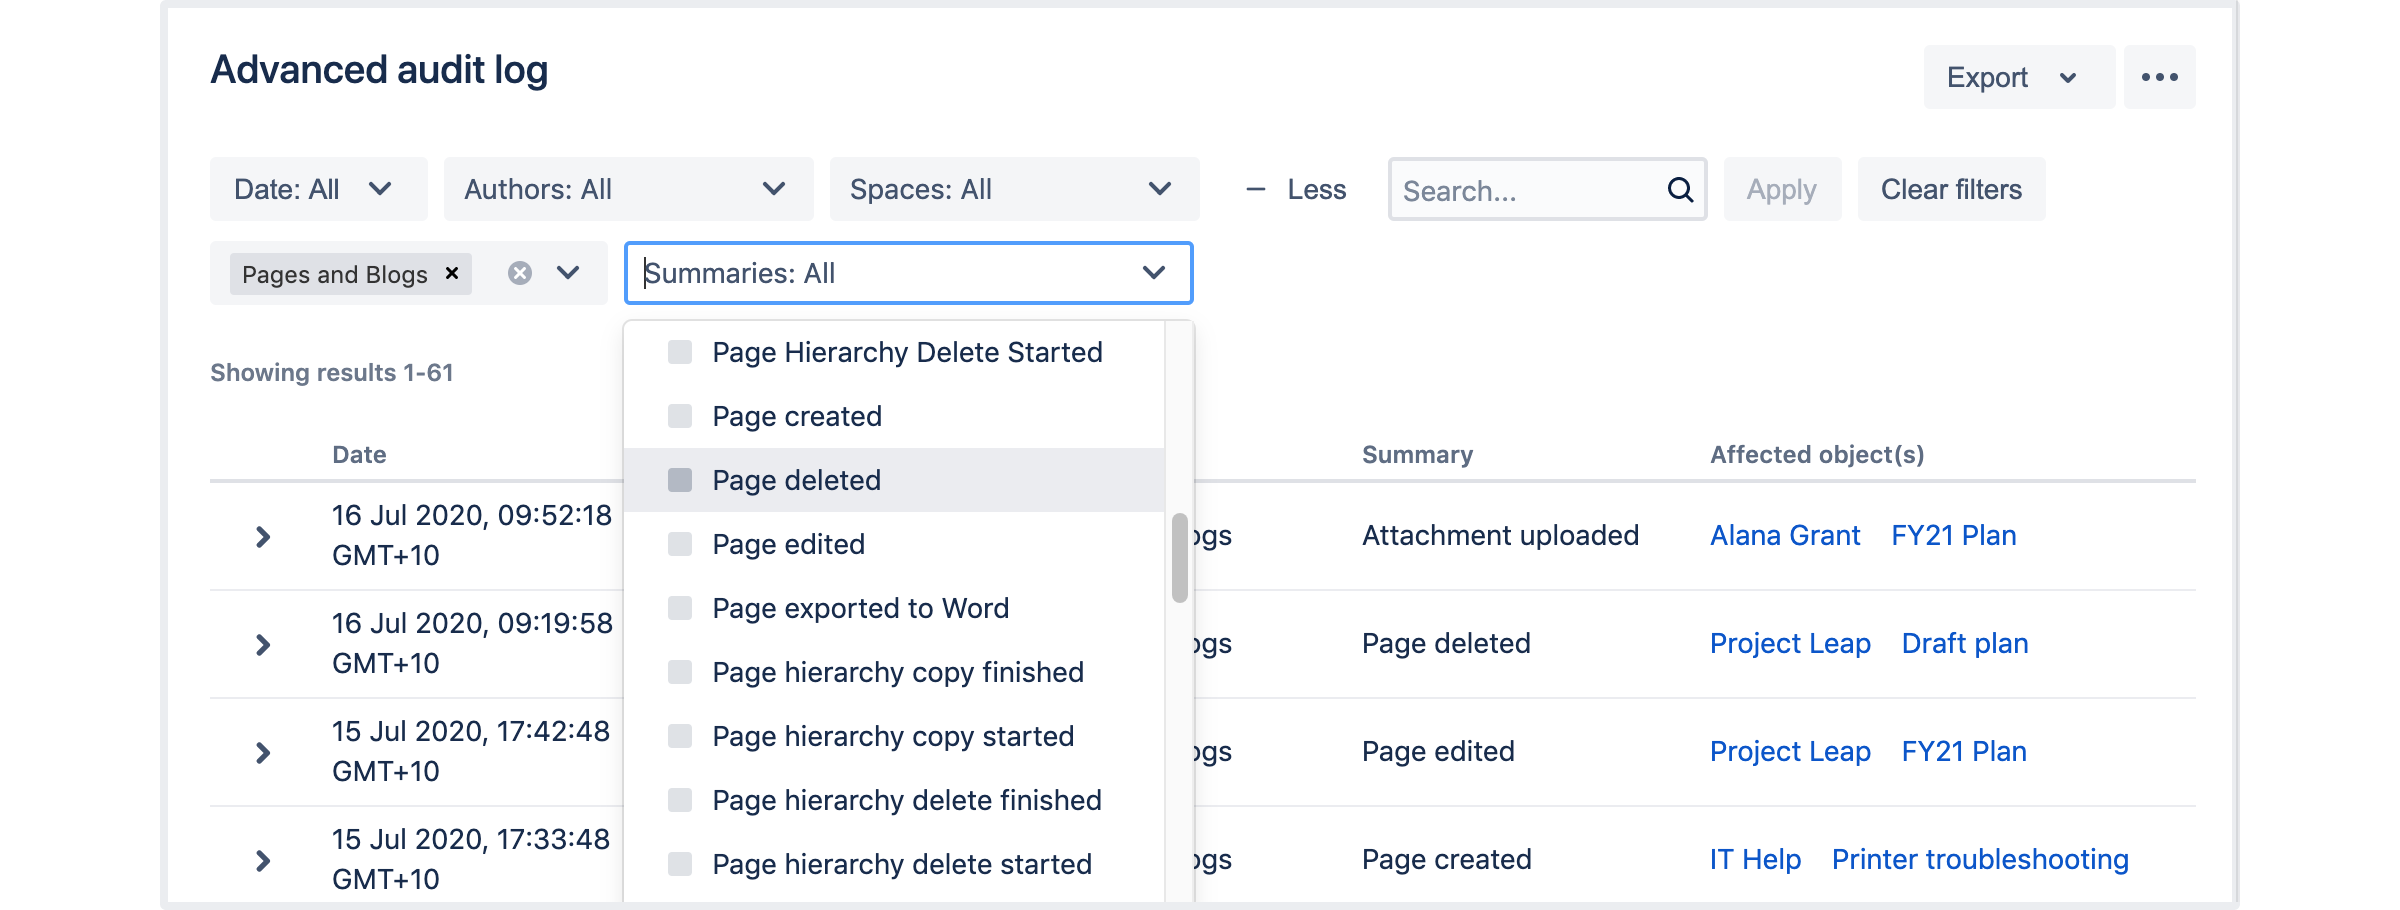 Advanced audit log
Export
Date: All
Authors: All
Spaces: All
Less
Search...
Apply
Clear filters
Pages and Blogs
Summaries: All
Showing results 1-61
Page Hierarchy Delete Started
Page created
Page deleted
Page edited
Page exported to Word
Page hierarchy copy finished
Page hierarchy copy started
Page hierarchy delete finished
Page hierarchy delete started
Date
Summary
Affected object(s)
16 Jul 2020, 09:52:18
GMT+10
Attachment uploaded
Alana Grant FY21 Plan
16 Jul 2020, 09:19:58
GMT+10
Page deleted
Project Leap Draft plan
15 Jul 2020, 17:42:48
GMT+10
Page edited
Project Leap FY21 Plan
15 Jul 2020, 17:33:48
GMT+10
Page created
IT Help Printer troubleshooting